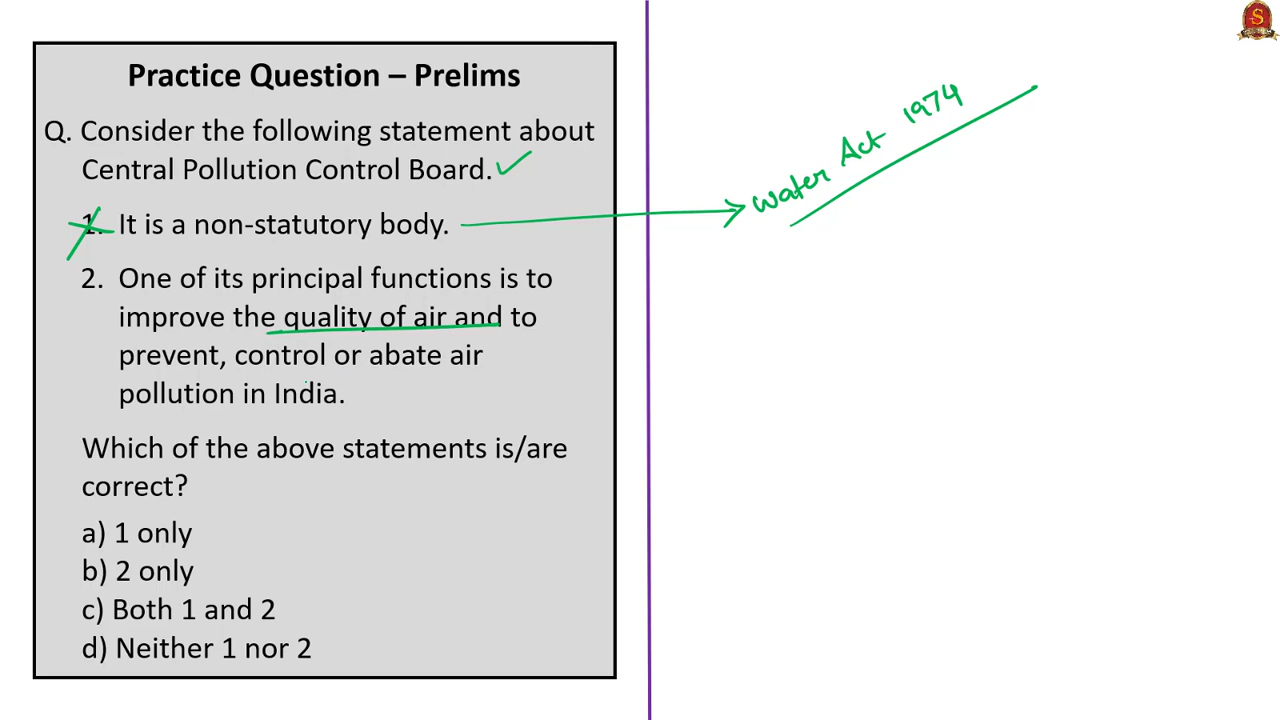 Practice Question – Prelims
Q. Consider the following statement about
Central Pollution Control Board.
1. It is a non-statutory body.
2. One of its principal functions is to
improve the quality of air and to
prevent, control or abate air
pollution in India.
Which of the above statements is/are
correct?
a) 1 only
b) 2 only
c) Both 1 and 2
d) Neither 1 nor 2
Water Act 1974
S